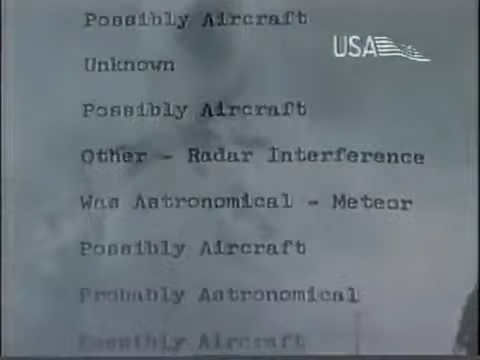 Possibly Aircraft
USA
Unknown
Possibly Aircraft
Other - Radar Interference
Was Astronomical - Meteor
Possibly Aircraft
Probably Astronomical
Possibly Aircraft